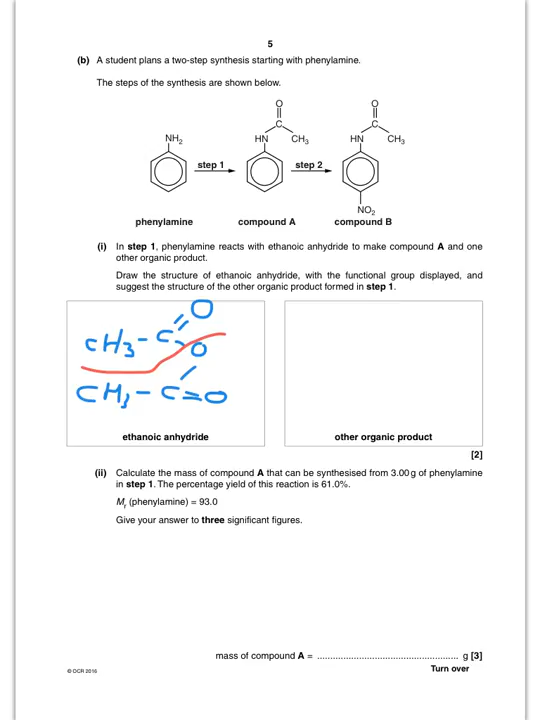 5
(b) A student plans a two-step synthesis starting with phenylamine.
The steps of the synthesis are shown below.
O
C
NH2
HN
CH3
step 1
O
C
HN
CH3
step 2
NO2
phenylamine
compound A
compound B
(i) In step 1, phenylamine reacts with ethanoic anhydride to make compound A and one
other organic product.
Draw the structure of ethanoic anhydride, with the functional group displayed, and
suggest the structure of the other organic product formed in step 1.
O
CH3 - C
O
CH3 - C = O
ethanoic anhydride
other organic product
[2]
(ii) Calculate the mass of compound A that can be synthesised from 3.00 g of phenylamine
in step 1. The percentage yield of this reaction is 61.0%.
Mr (phenylamine) = 93.0
Give your answer to three significant figures.
mass of compound A = ...................................................... g [3]
© OCR 2016
Turn over